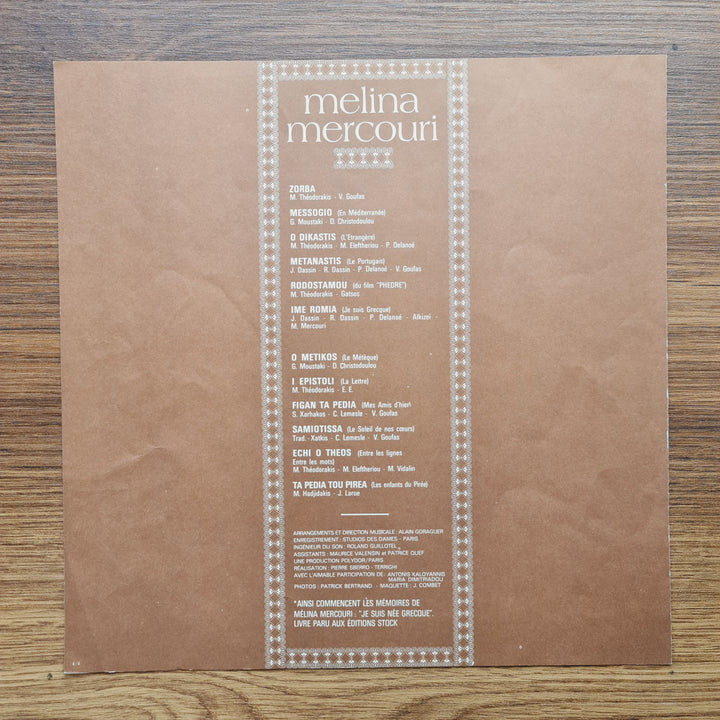 melina
mercouri
ZORBA
M. Théodorakis - V. Goufas
MESSOGIO (En Méditerranée)
G. Moustaki - D. Christodoulou
O DIKASTIS (L'Etrangère)
M. Théodorakis - M. Eleftheriou - P. Delanoé
METANASTIS (Le Portugais)
J. Dassin - R. Dassin - P. Delanoé - V. Goufas
RODOSTAMOU (du film "PHEDRE")
M. Théodorakis - Gatsos
IME ROMIA (Je suis Grecque)
J. Dassin - R. Dassin - P. Delanoé - Alkizei -
M. Mercouri
O METIKOS (Le Métèque)
G. Moustaki - D. Christodoulou
I EPISTOLI (La Lettre)
M. Théodorakis - E. E.
FIGAN TA PEDIA (Mes Amis d'hier)
S. Xarhakos - C. Lemesle - V. Goufas
SAMIOTISSA (Le Soleil de nos cœurs)
Trad. - Xatkis - C. Lemesle - V. Goufas
ECHI O THEOS (Entre les lignes
Entre les mots)
M. Théodorakis - M. Eleftheriou - M. Vidalin
TA PEDIA TOU PIREA (Les enfants du Pirée)
M. Hadjidakis - J. Larue
ARRANGEMENTS ET DIRECTION MUSICALE : ALAIN GORAGUER
ENREGISTREMENT : STUDIOS DES DAMES - PARIS
INGÉNIEUR DU SON : ROLAND GUILLOTEL
ASSISTANTS : MAURICE VALENSIN et PATRICE QUEF
UNE PRODUCTION POLYDOR/PARIS
RÉALISATION : PIERRE SBERRO - TERRIGHI
AVEC L'AIMABLE PARTICIPATION DE : ANTONIS KALOYANNIS
MARIA DIMITRIADOU
PHOTOS : PATRICK BERTRAND - MAQUETTE : J. COMBET
*AINSI COMMENCENT LES MÉMOIRES DE
MÉLINA MERCOURI : "JE SUIS NÉE GRECQUE".
LIVRE PARU AUX ÉDITIONS STOCK